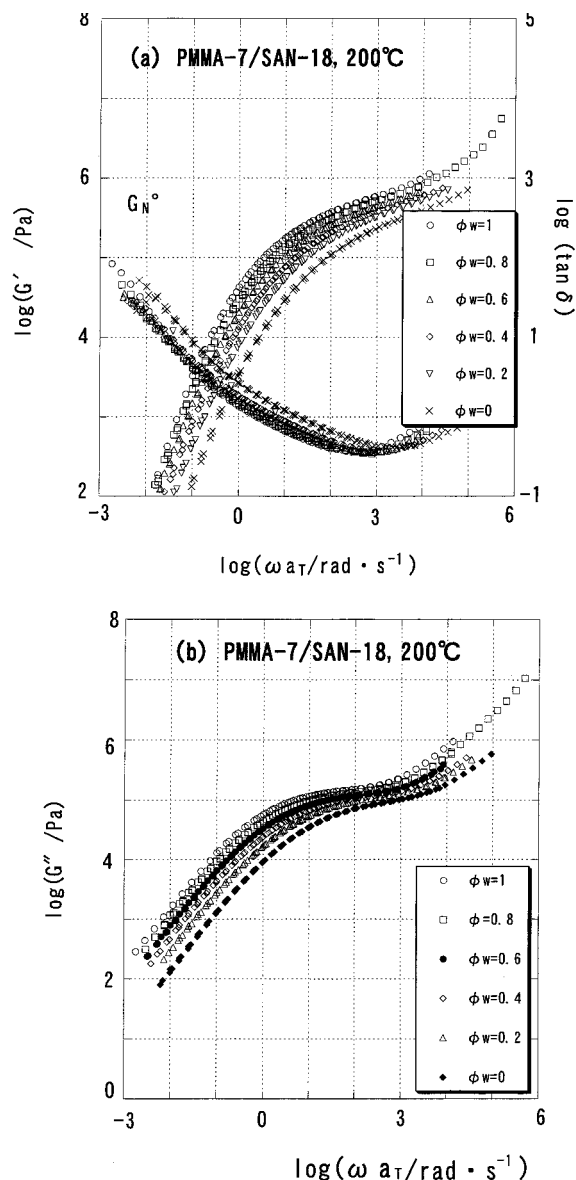 8
5
(a) PMMA-7/SAN-18, 200℃
6
3
G_N°
log(G' /Pa)
log (tan δ)
φw=1
φw=0.8
φw=0.6
φw=0.4
φw=0.2
φw=0
4
1
2
-1
-3
0
3
6
log(ω a_T/rad · s⁻¹)
8
(b) PMMA-7/SAN-18, 200℃
6
log(G″ /Pa)
4
φw=1
φ=0.8
φw=0.6
φw=0.4
φw=0.2
φw=0
2
0
-3
0
3
6
log(ω a_T/rad · s⁻¹)